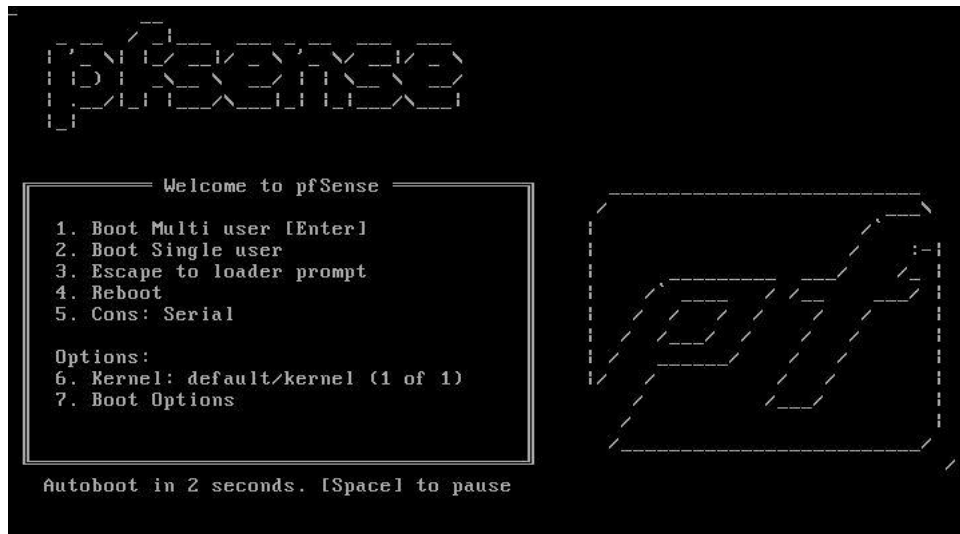 pfsense
Welcome to pfSense
1. Boot Multi user [Enter]
2. Boot Single user
3. Escape to loader prompt
4. Reboot
5. Cons: Serial
Options:
6. Kernel: default/kernel (1 of 1)
7. Boot Options
Autoboot in 2 seconds. [Space] to pause
pf